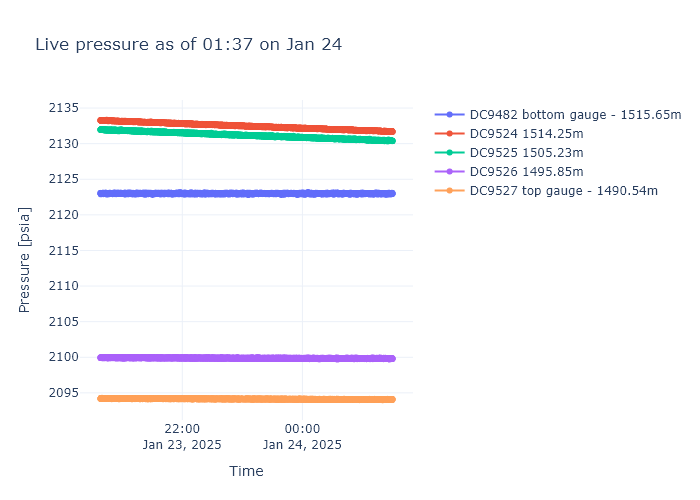 Live pressure as of 01:37 on Jan 24
2135
2130
2125
2120
2115
2110
2105
2100
2095
Pressure [psia]
22:00
Jan 23, 2025
00:00
Jan 24, 2025
Time
DC9482 bottom gauge - 1515.65m
DC9524 1514.25m
DC9525 1505.23m
DC9526 1495.85m
DC9527 top gauge - 1490.54m